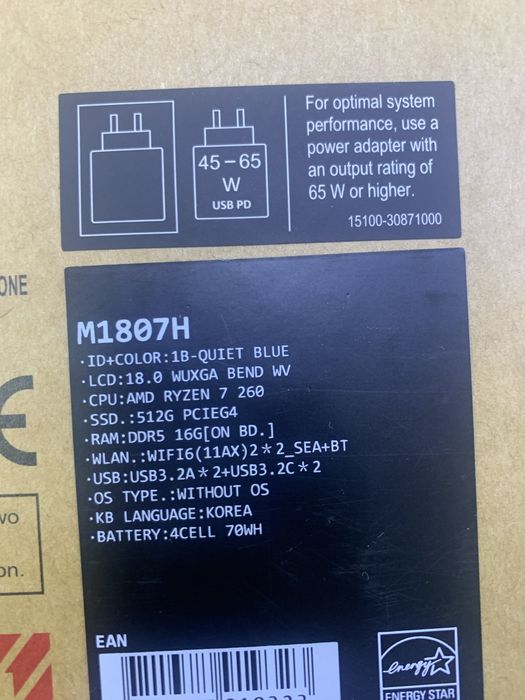 For optimal system
performance, use a
power adapter with
an output rating of
65 W or higher.
15100-30871000
45 – 65
W
USB PD
ONE
M1807H
·ID+COLOR:1B-QUIET BLUE
·LCD:18.0 WUXGA BEND WV
·CPU:AMD RYZEN 7 260
·SSD.:512G PCIEG4
·RAM:DDR5 16G[ON BD.]
·WLAN.:WIFI6(11AX)2*2_SEA+BT
·USB:USB3.2A*2+USB3.2C*2
·OS TYPE.:WITHOUT OS
·KB LANGUAGE:KOREA
·BATTERY:4CELL 70WH
wo
on.
EAN
energy
ENERGY STAR